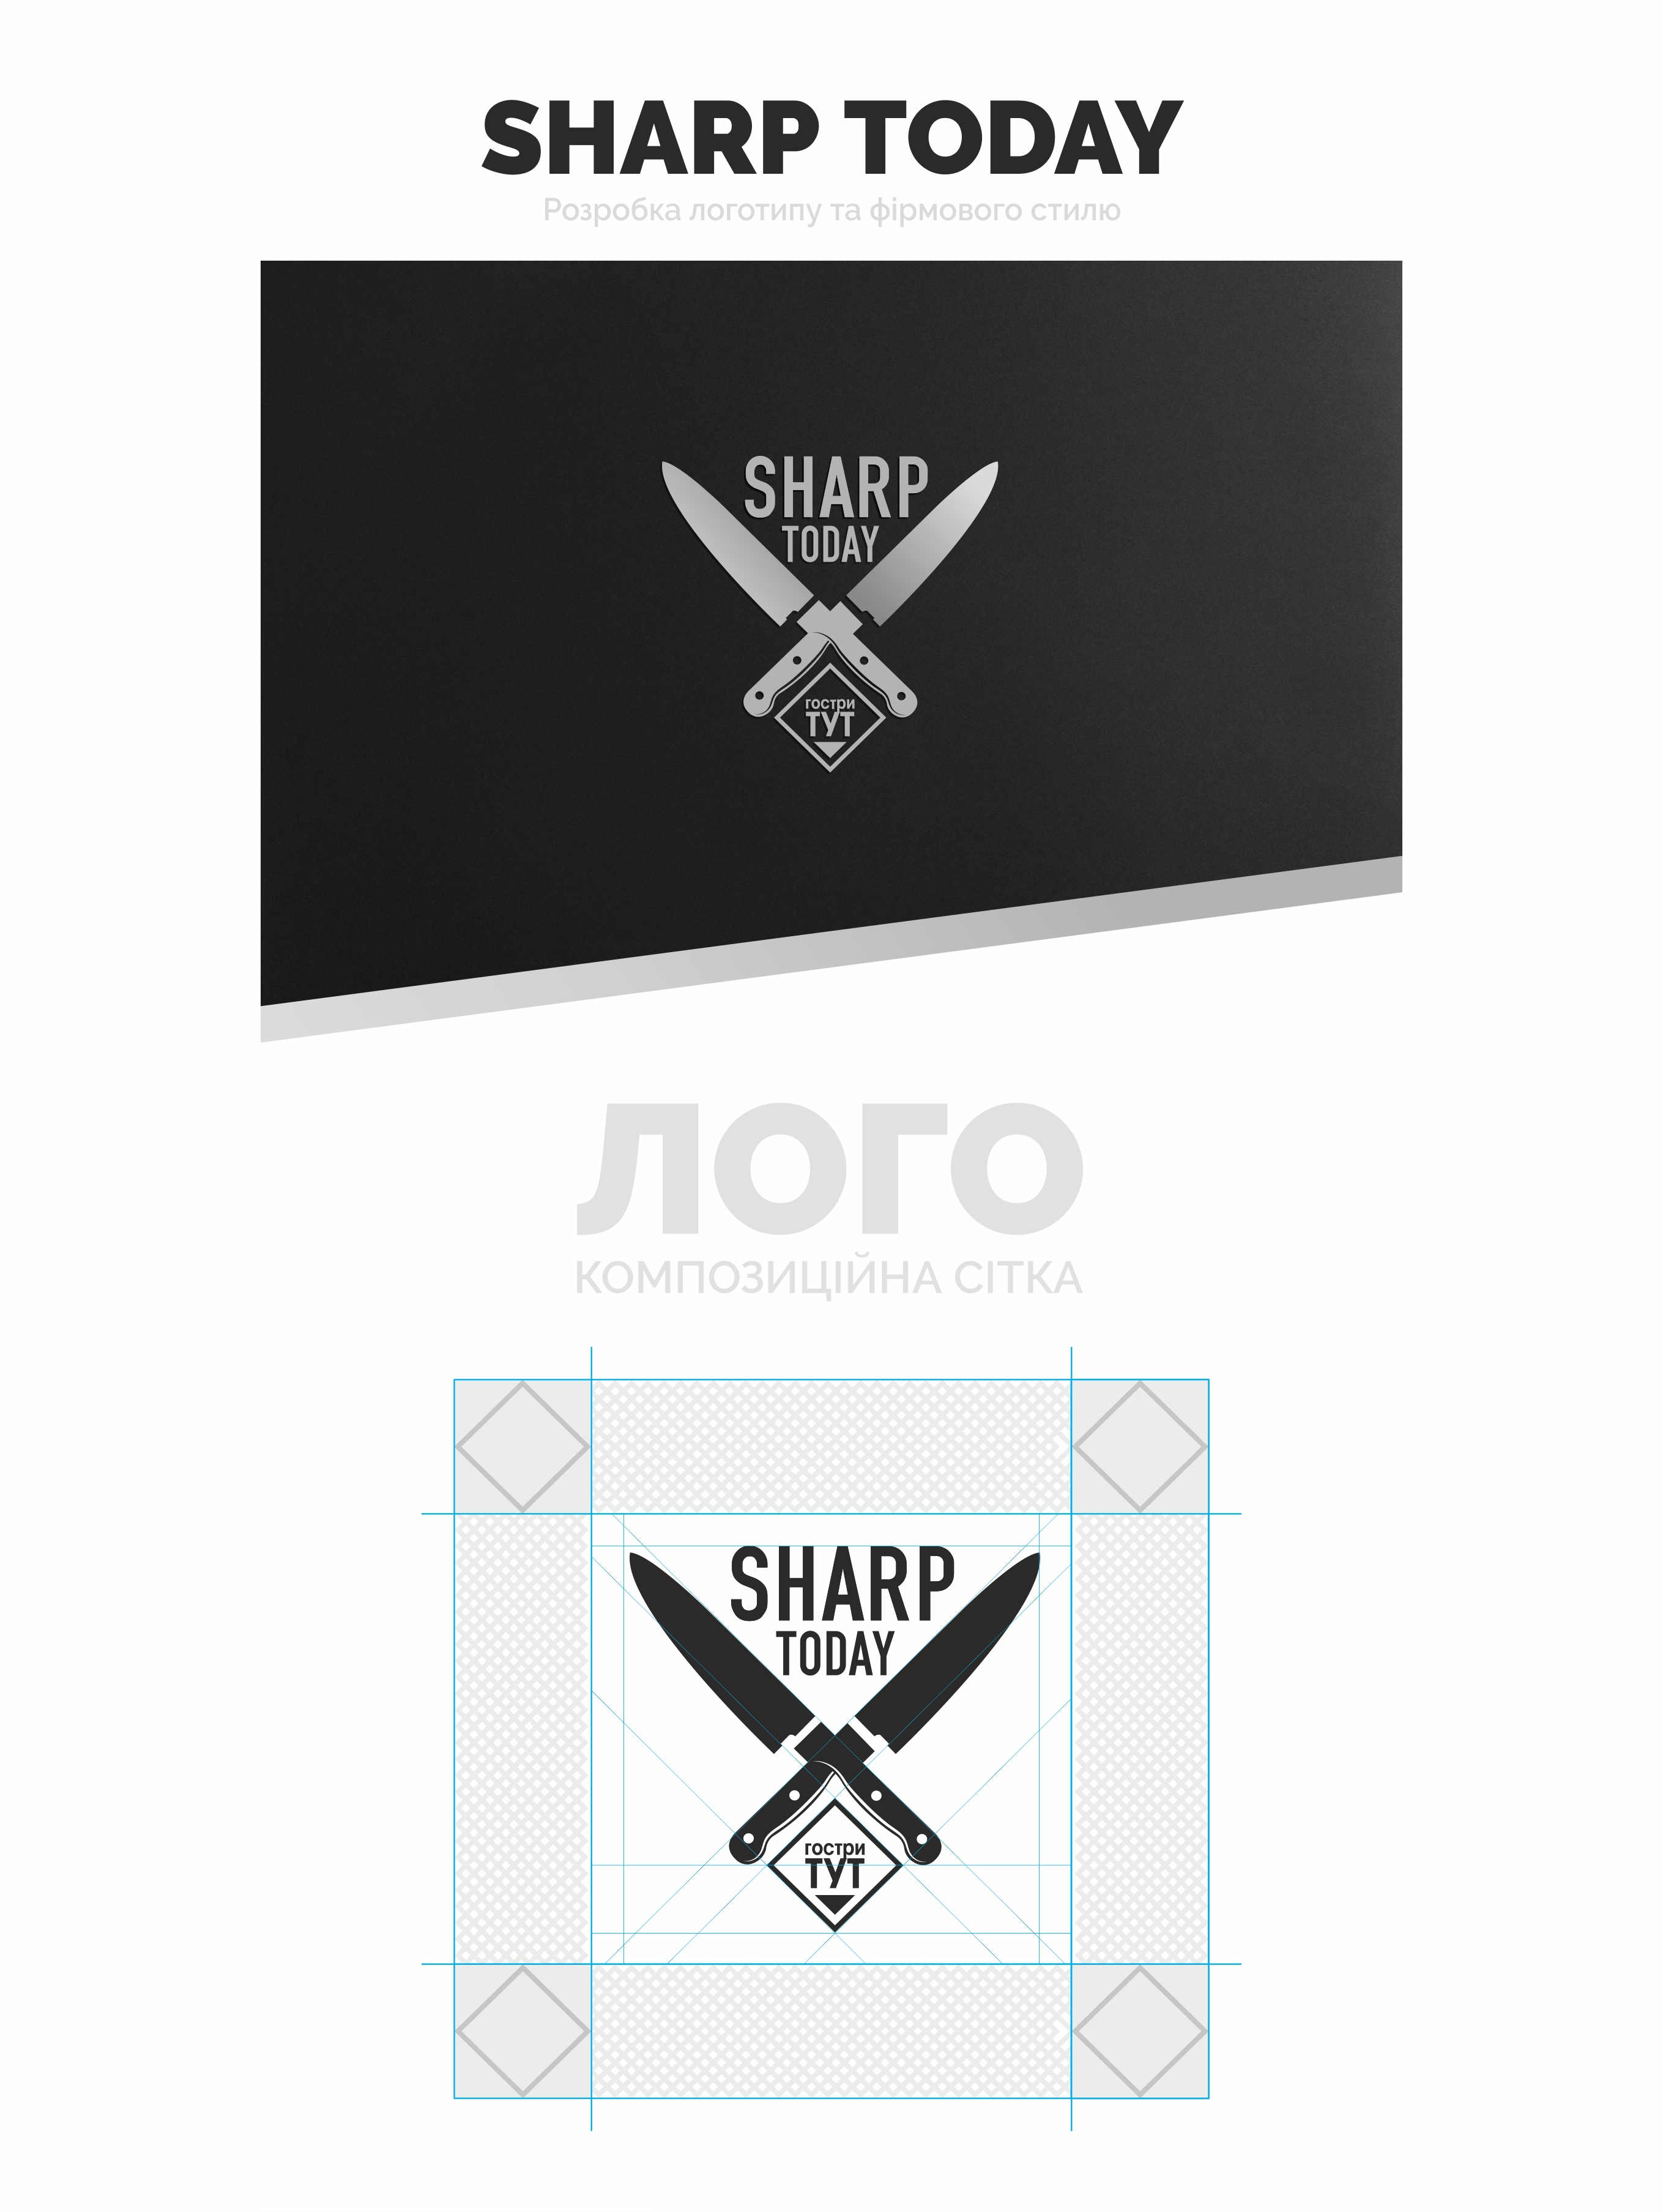 SHARP TODAY
Розробка логотипу та фірмового стилю
SHARP
TODAY
гостри
ТУТ
ЛОГО
КОМПОЗИЦІЙНА СІТКА
SHARP
TODAY
гостри
ТУТ